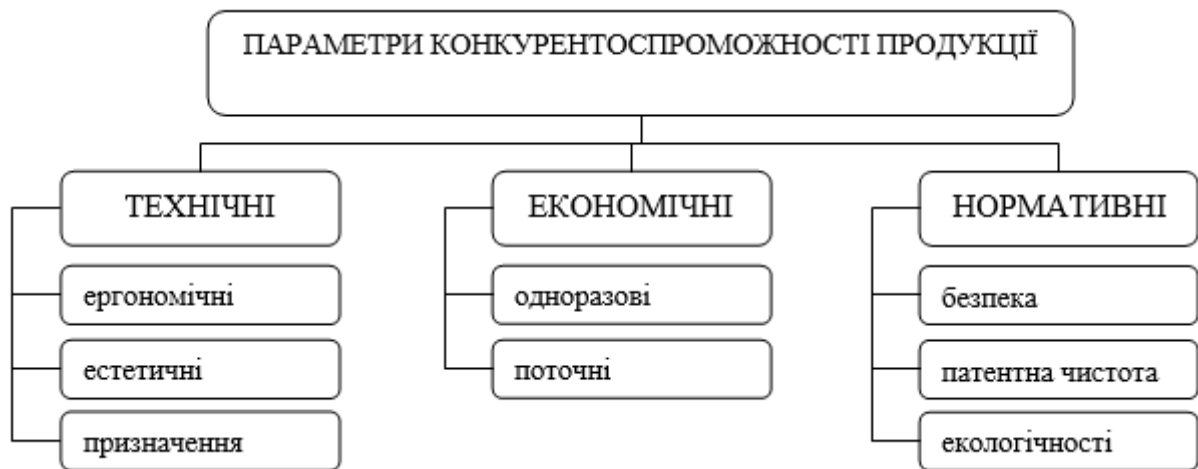 ПАРАМЕТРИ КОНКУРЕНТОСПРОМОЖНОСТІ ПРОДУКЦІЇ
ТЕХНІЧНІ
ергономічні
естетичні
призначення
ЕКОНОМІЧНІ
одноразові
поточні
НОРМАТИВНІ
безпека
патентна чистота
екологічності